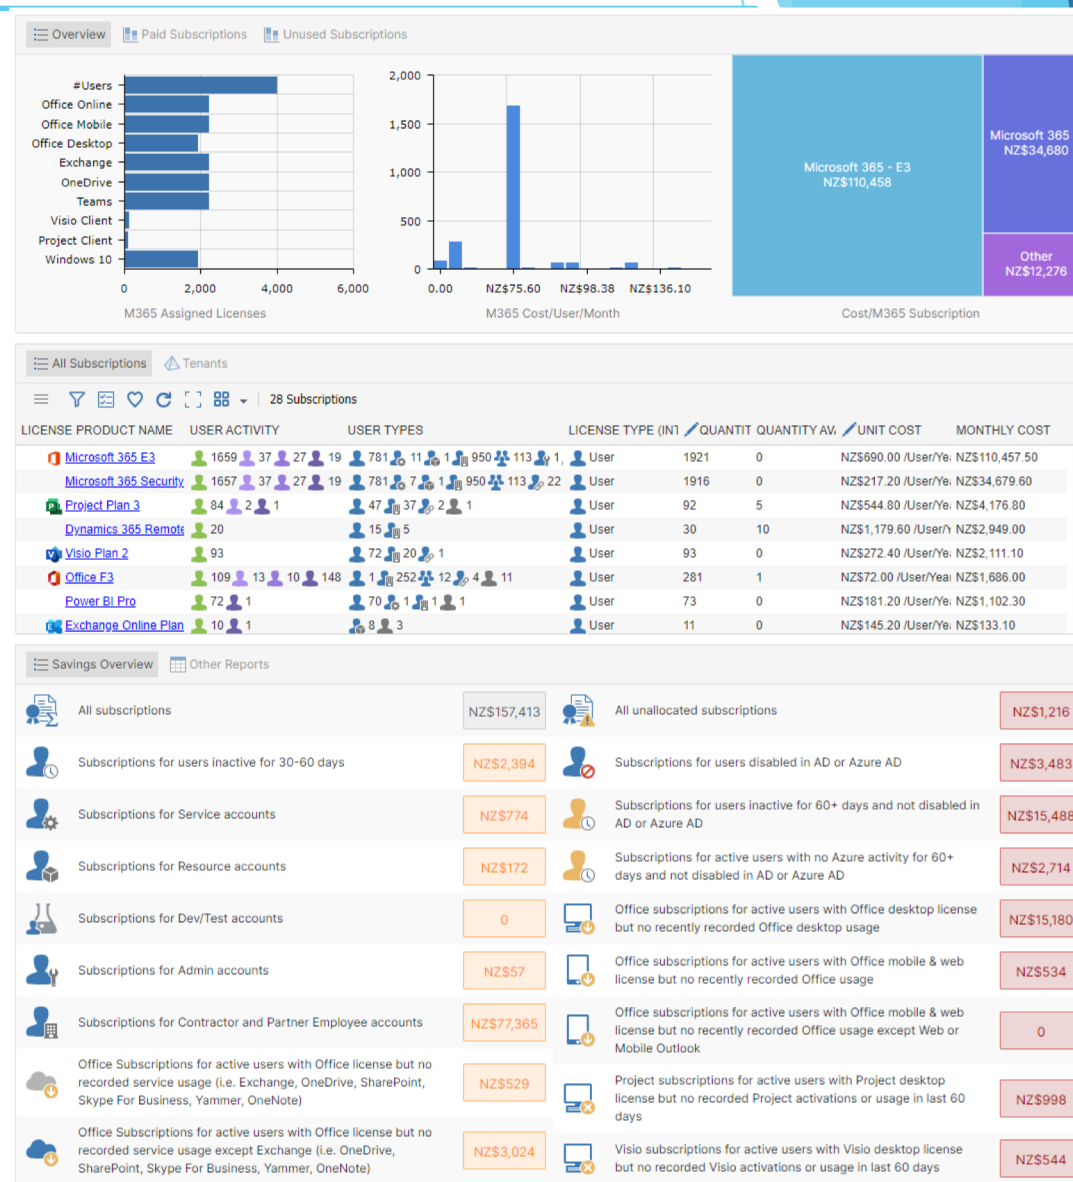 Overview Paid Subscriptions Unused Subscriptions
#Users
Office Online
Office Mobile
Office Desktop
Exchange
OneDrive
Teams
Visio Client
Project Client
Windows 10
0 2,000 4,000 6,000
M365 Assigned Licenses
2,000
1,500
1,000
500
0
0.00 NZ$75.60 NZ$98.38 NZ$136.10
M365 Cost/User/Month
Microsoft 365 - E3
NZ$110,458
Microsoft 365
NZ$34,680
Other
NZ$12,276
Cost/M365 Subscription
All Subscriptions Tenants
28 Subscriptions
LICENSE PRODUCT NAME USER ACTIVITY USER TYPES LICENSE TYPE (INT QUANTIT QUANTITY AV UNIT COST MONTHLY COST
Microsoft 365 E3 1659 37 27 19 781 11 1 950 113 1, User 1921 0 NZ$690.00 /User/Ye NZ$110,457.50
Microsoft 365 Security 1657 37 27 19 781 7 1 950 113 22 User 1916 0 NZ$217.20 /User/Ye NZ$34,679.60
Project Plan 3 84 2 1 47 37 2 1 User 92 5 NZ$544.80 /User/Ye NZ$4,176.80
Dynamics 365 Remote 20 15 5 User 30 10 NZ$1,179.60 /User/ NZ$2,949.00
Visio Plan 2 93 72 20 1 User 93 0 NZ$272.40 /User/Ye NZ$2,111.10
Office F3 109 13 10 148 1 252 12 4 11 User 281 1 NZ$72.00 /User/Year NZ$1,686.00
Power BI Pro 72 1 70 1 1 1 User 73 0 NZ$181.20 /User/Ye NZ$1,102.30
Exchange Online Plan 10 1 8 3 User 11 0 NZ$145.20 /User/Ye NZ$133.10
Savings Overview Other Reports
All subscriptions NZ$157,413
All unallocated subscriptions NZ$1,216
Subscriptions for users inactive for 30-60 days NZ$2,394
Subscriptions for users disabled in AD or Azure AD NZ$3,483
Subscriptions for Service accounts NZ$774
Subscriptions for users inactive for 60+ days and not disabled in
AD or Azure AD NZ$15,488
Subscriptions for Resource accounts NZ$172
Subscriptions for active users with no Azure activity for 60+
days and not disabled in AD or Azure AD NZ$2,714
Subscriptions for Dev/Test accounts 0
Office subscriptions for active users with Office desktop license
but no recently recorded Office desktop usage NZ$15,180
Subscriptions for Admin accounts NZ$57
Office subscriptions for active users with Office mobile & web
license but no recently recorded Office usage NZ$534
Subscriptions for Contractor and Partner Employee accounts NZ$77,365
Office subscriptions for active users with Office mobile & web
license but no recently recorded Office usage except Web or
Mobile Outlook 0
Office Subscriptions for active users with Office license but no
recorded service usage (i.e. Exchange, OneDrive, SharePoint,
Skype For Business, Yammer, OneNote) NZ$529
Project subscriptions for active users with Project desktop
license but no recorded Project activations or usage in last 60
days NZ$998
Office Subscriptions for active users with Office license but no
recorded service usage except Exchange (i.e. OneDrive,
SharePoint, Skype For Business, Yammer, OneNote) NZ$3,024
Visio subscriptions for active users with Visio desktop license
but no recorded Visio activations or usage in last 60 days NZ$544